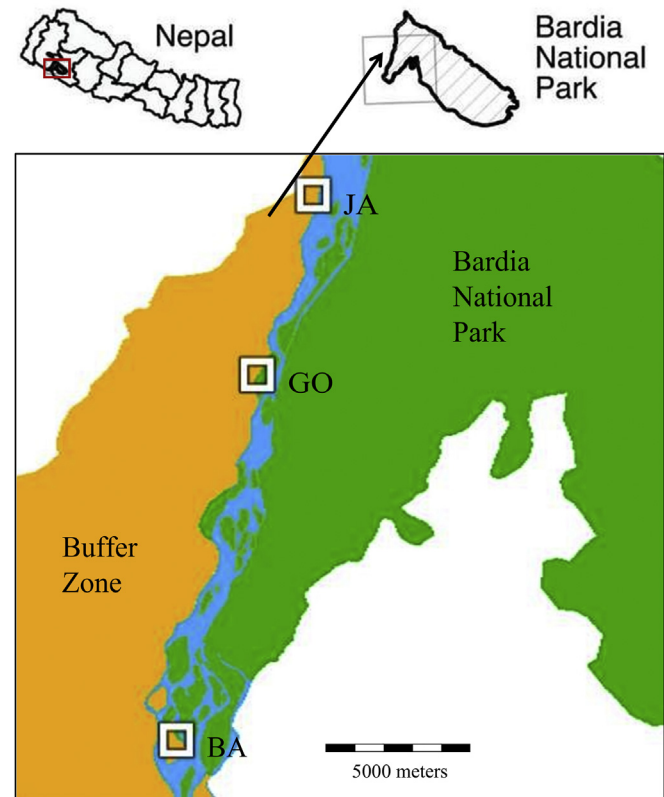 Nepal
Bardia
National
Park
JA
Bardia
National
Park
GO
Buffer
Zone
BA
5000 meters